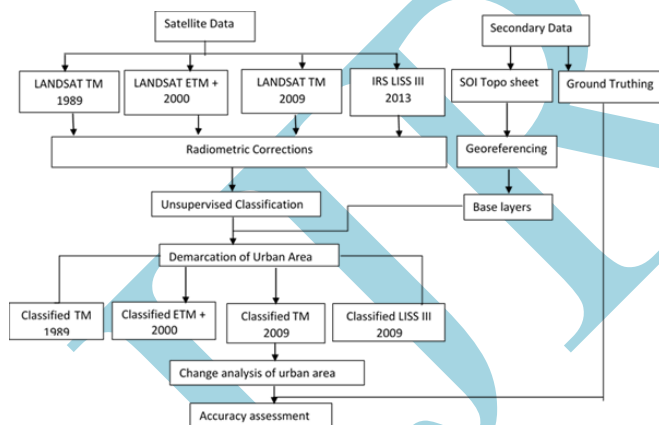 Satellite Data
Secondary Data
LANDSAT TM
1989
LANDSAT ETM +
2000
LANDSAT TM
2009
IRS LISS III
2013
SOI Topo sheet
Ground Truthing
Radiometric Corrections
Georeferencing
Unsupervised Classification
Base layers
Demarcation of Urban Area
Classified TM
1989
Classified ETM +
2000
Classified TM
2009
Classified LISS III
2009
Change analysis of urban area
Accuracy assessment